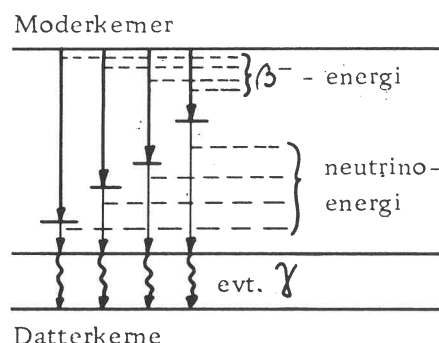 Moderkerner
β⁻ - energi
neutrino-
energi
evt. γ
Datterkerne